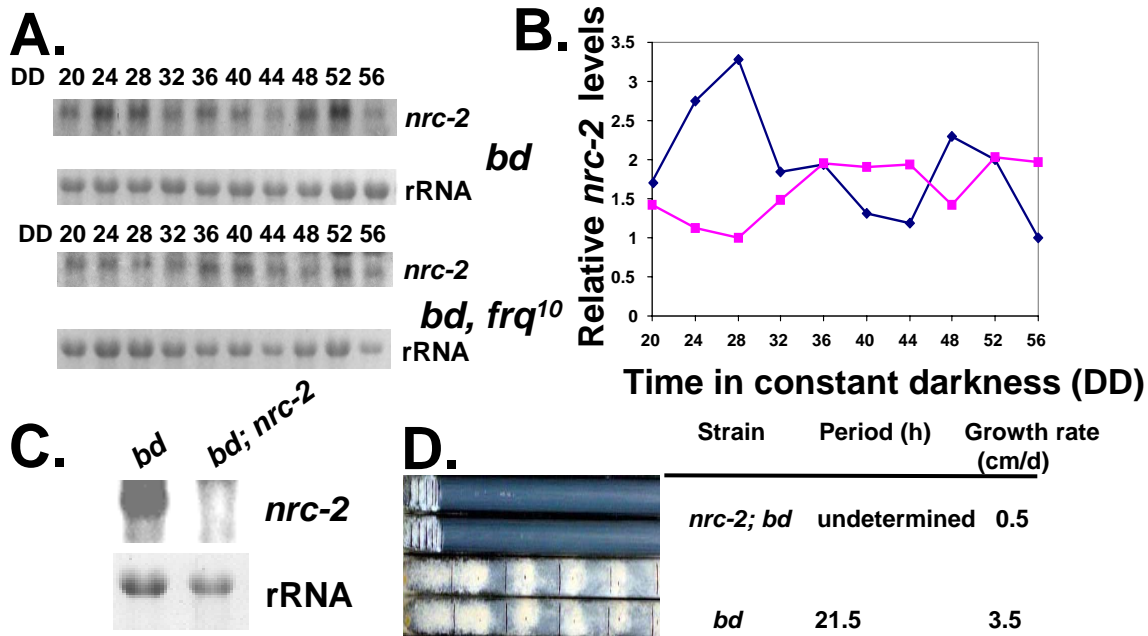 A.
DD 20 24 28 32 36 40 44 48 52 56
nrc-2
bd
rRNA
DD 20 24 28 32 36 40 44 48 52 56
nrc-2
bd, frq10
rRNA
B.
Relative nrc-2 levels
3.5
3
2.5
2
1.5
1
0.5
0
20 24 28 32 36 40 44 48 52 56
Time in constant darkness (DD)
C.
bd bd; nrc-2
nrc-2
rRNA
D.
Strain Period (h) Growth rate
(cm/d)
nrc-2; bd undetermined 0.5
bd 21.5 3.5